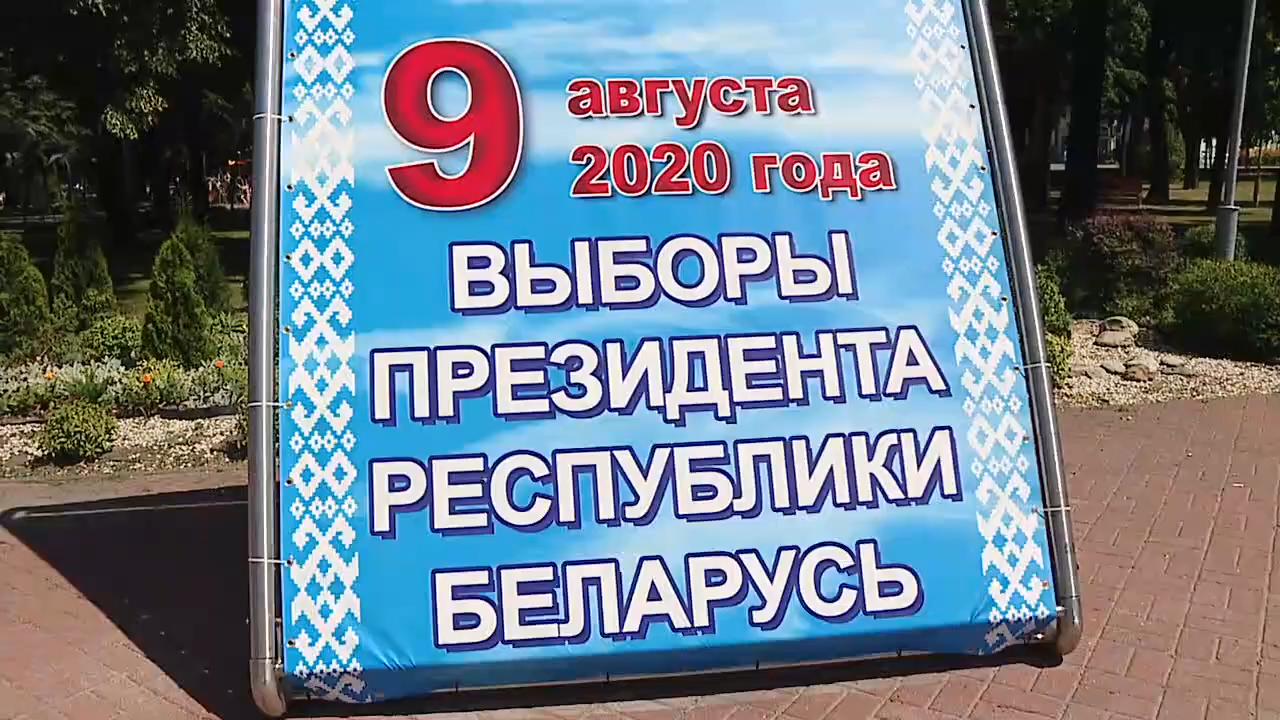 9 августа
2020 года
ВЫБОРЫ
ПРЕЗИДЕНТА
РЕСПУБЛИКИ
БЕЛАРУСЬ